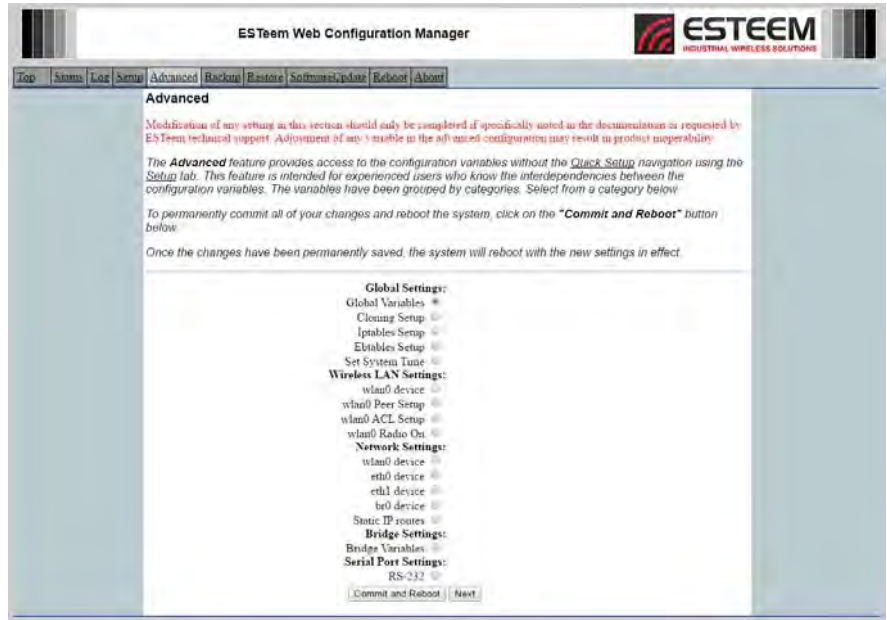 ESTeem Web Configuration Manager
ESTEEM
INDUSTRIAL WIRELESS SOLUTIONS
Top Status Log Setup Advanced Backup Restore SoftwareUpdate Reboot About
Advanced
Modification of any setting in this section should only be completed if specifically noted in the documentation or requested by
ESTeem technical support. Adjustment of any variable in the advanced configuration may result in product inoperability.
The Advanced feature provides access to the configuration variables without the Quick Setup navigation using the
Setup tab. This feature is intended for experienced users who know the interdependencies between the
configuration variables. The variables have been grouped by categories. Select from a category below
To permanently commit all of your changes and reboot the system, click on the "Commit and Reboot" button
below.
Once the changes have been permanently saved, the system will reboot with the new settings in effect.
Global Settings:
Global Variables
Cloning Setup
Iptables Setup
Ebtables Setup
Set System Time
Wireless LAN Settings:
wlan0 device
wlan0 Peer Setup
wlan0 ACL Setup
wlan0 Radio On
Network Settings:
wlan0 device
eth0 device
eth1 device
br0 device
Static IP routes
Bridge Settings:
Bridge Variables
Serial Port Settings:
RS-232
Commit and Reboot Next